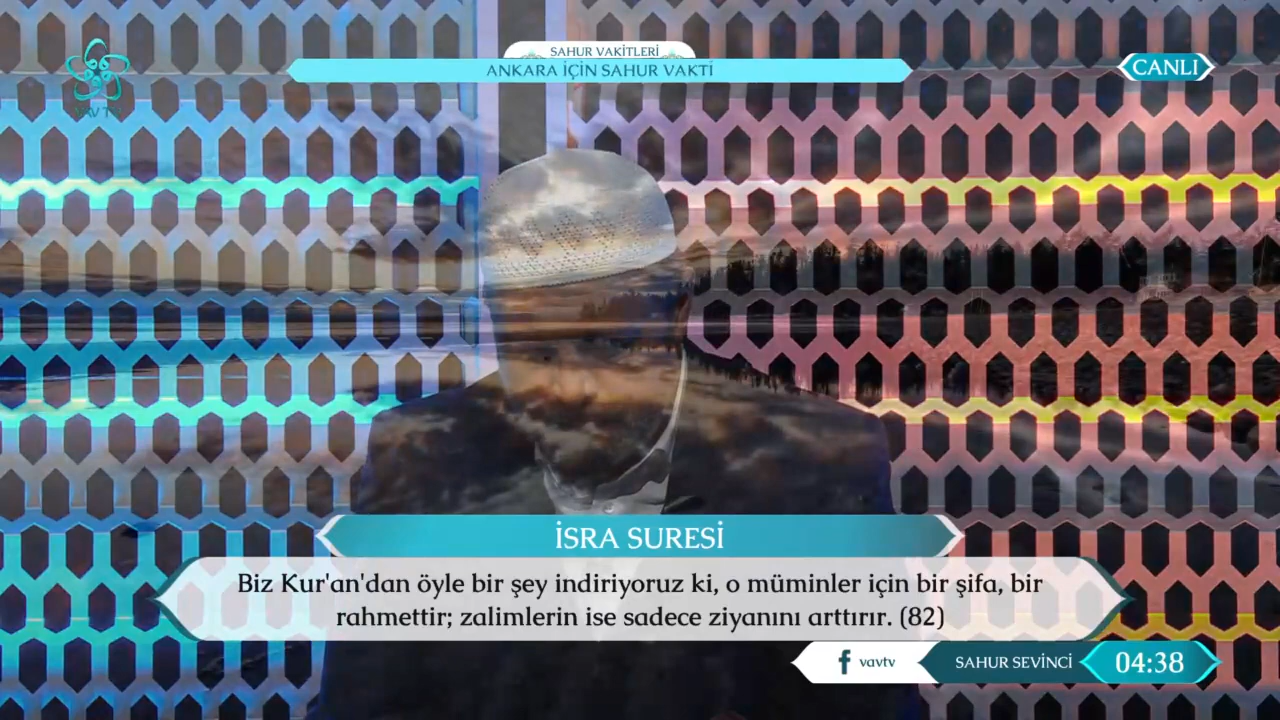 SAHUR VAKİTLERİ
ANKARA İÇİN SAHUR VAKTİ
CANLI
VAV TV
İSRA SURESİ
Biz Kur'an'dan öyle bir şey indiriyoruz ki, o müminler için bir şifa, bir
rahmettir; zalimlerin ise sadece ziyanını arttırır. (82)
vavtv
SAHUR SEVİNCİ
04:38